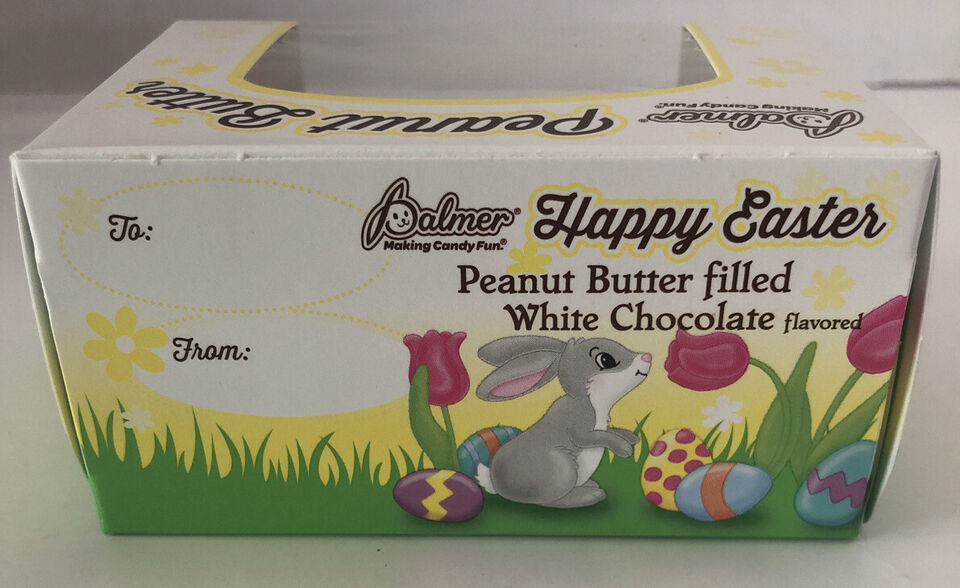 Peanut Butter
Palmer®
Making Candy Fun.®
To:
Palmer®
Making Candy Fun.®
Happy Easter
Peanut Butter filled
White Chocolate flavored
From: